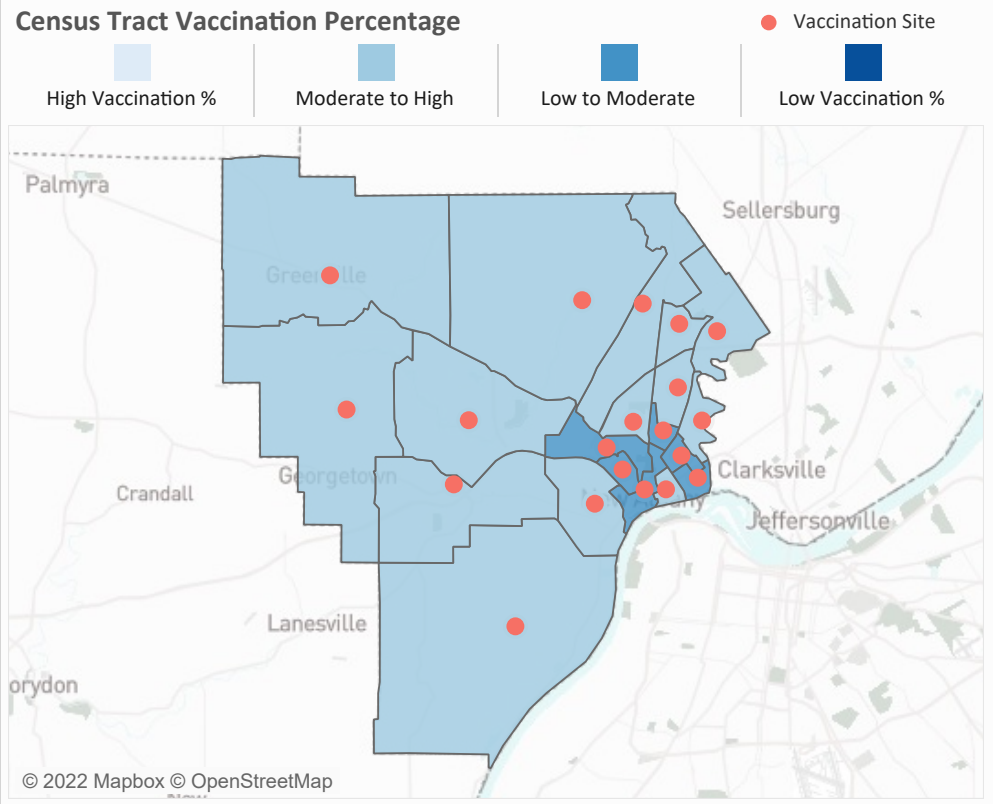 Census Tract Vaccination Percentage
Vaccination Site
High Vaccination %
Moderate to High
Low to Moderate
Low Vaccination %
Palmyra
Sellersburg
Georgetown
Clarksville
Crandall
Jeffersonville
Lanesville
orydon
© 2022 Mapbox © OpenStreetMap